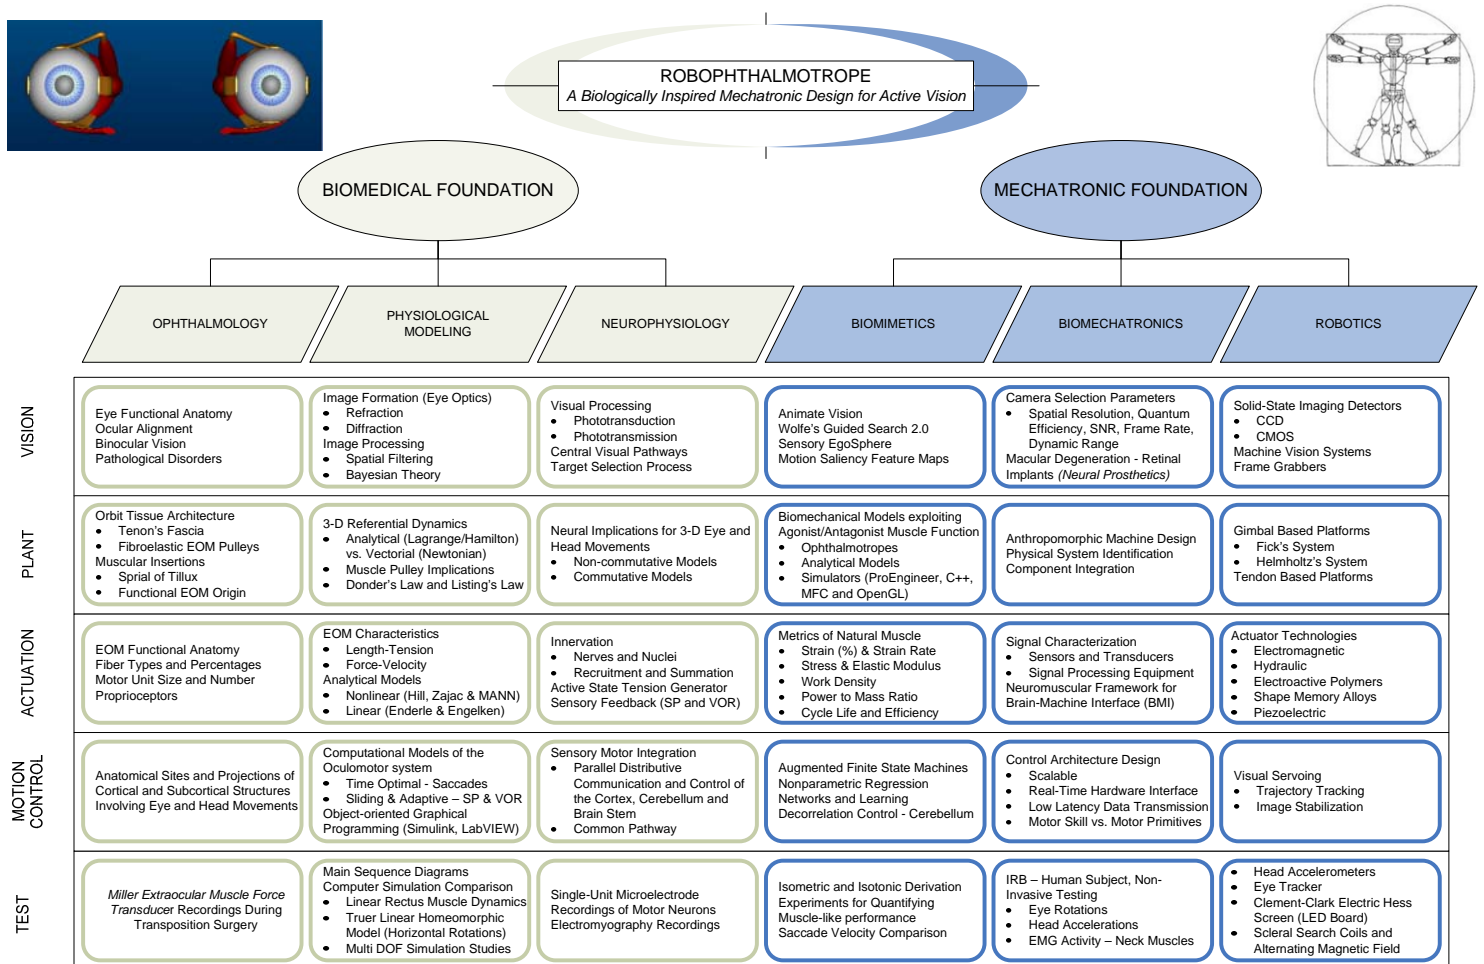 ROBOPHTHALMOTROPE
A Biologically Inspired Mechatronic Design for Active Vision
BIOMEDICAL FOUNDATION
MECHATRONIC FOUNDATION
OPHTHALMOLOGY
PHYSIOLOGICAL
MODELING
NEUROPHYSIOLOGY
BIOMIMETICS
BIOMECHATRONICS
ROBOTICS
VISION
Eye Functional Anatomy
Ocular Alignment
Binocular Vision
Pathological Disorders
Image Formation (Eye Optics)
• Refraction
• Diffraction
Image Processing
• Spatial Filtering
• Bayesian Theory
Visual Processing
• Phototransduction
• Phototransmission
Central Visual Pathways
Target Selection Process
Animate Vision
Wolfe's Guided Search 2.0
Sensory EgoSphere
Motion Saliency Feature Maps
Camera Selection Parameters
• Spatial Resolution, Quantum
Efficiency, SNR, Frame Rate,
Dynamic Range
Macular Degeneration - Retinal
Implants (Neural Prosthetics)
Solid-State Imaging Detectors
• CCD
• CMOS
Machine Vision Systems
Frame Grabbers
PLANT
Orbit Tissue Architecture
• Tenon's Fascia
• Fibroelastic EOM Pulleys
Muscular Insertions
• Sprial of Tillux
• Functional EOM Origin
3-D Referential Dynamics
• Analytical (Lagrange/Hamilton)
vs. Vectorial (Newtonian)
• Muscle Pulley Implications
• Donder's Law and Listing's Law
Neural Implications for 3-D Eye and
Head Movements
• Non-commutative Models
• Commutative Models
Biomechanical Models exploiting
Agonist/Antagonist Muscle Function
• Ophthalmotropes
• Analytical Models
• Simulators (ProEngineer, C++,
MFC and OpenGL)
Anthropomorphic Machine Design
Physical System Identification
Component Integration
Gimbal Based Platforms
• Fick's System
• Helmholtz's System
Tendon Based Platforms
ACTUATION
EOM Functional Anatomy
Fiber Types and Percentages
Motor Unit Size and Number
Proprioceptors
EOM Characteristics
• Length-Tension
• Force-Velocity
Analytical Models
• Nonlinear (Hill, Zajac & MANN)
• Linear (Enderle & Engelken)
Innervation
• Nerves and Nuclei
• Recruitment and Summation
Active State Tension Generator
Sensory Feedback (SP and VOR)
Metrics of Natural Muscle
• Strain (%) & Strain Rate
• Stress & Elastic Modulus
• Work Density
• Power to Mass Ratio
• Cycle Life and Efficiency
Signal Characterization
• Sensors and Transducers
• Signal Processing Equipment
Neuromuscular Framework for
Brain-Machine Interface (BMI)
Actuator Technologies
• Electromagnetic
• Hydraulic
• Electroactive Polymers
• Shape Memory Alloys
• Piezoelectric
MOTION
CONTROL
Anatomical Sites and Projections of
Cortical and Subcortical Structures
Involving Eye and Head Movements
Computational Models of the
Oculomotor system
• Time Optimal - Saccades
• Sliding & Adaptive – SP & VOR
Object-oriented Graphical
Programming (Simulink, LabVIEW)
Sensory Motor Integration
• Parallel Distributive
Communication and Control of
the Cortex, Cerebellum and
Brain Stem
• Common Pathway
Augmented Finite State Machines
Nonparametric Regression
Networks and Learning
Decorrelation Control - Cerebellum
Control Architecture Design
• Scalable
• Real-Time Hardware Interface
• Low Latency Data Transmission
• Motor Skill vs. Motor Primitives
Visual Servoing
• Trajectory Tracking
• Image Stabilization
TEST
Miller Extraocular Muscle Force
Transducer Recordings During
Transposition Surgery
Main Sequence Diagrams
Computer Simulation Comparison
• Linear Rectus Muscle Dynamics
• Truer Linear Homeomorphic
Model (Horizontal Rotations)
• Multi DOF Simulation Studies
Single-Unit Microelectrode
Recordings of Motor Neurons
Electromyography Recordings
Isometric and Isotonic Derivation
Experiments for Quantifying
Muscle-like performance
Saccade Velocity Comparison
IRB – Human Subject, Non-
Invasive Testing
• Eye Rotations
• Head Accelerations
• EMG Activity – Neck Muscles
• Head Accelerometers
• Eye Tracker
• Clement-Clark Electric Hess
Screen (LED Board)
• Scleral Search Coils and
Alternating Magnetic Field